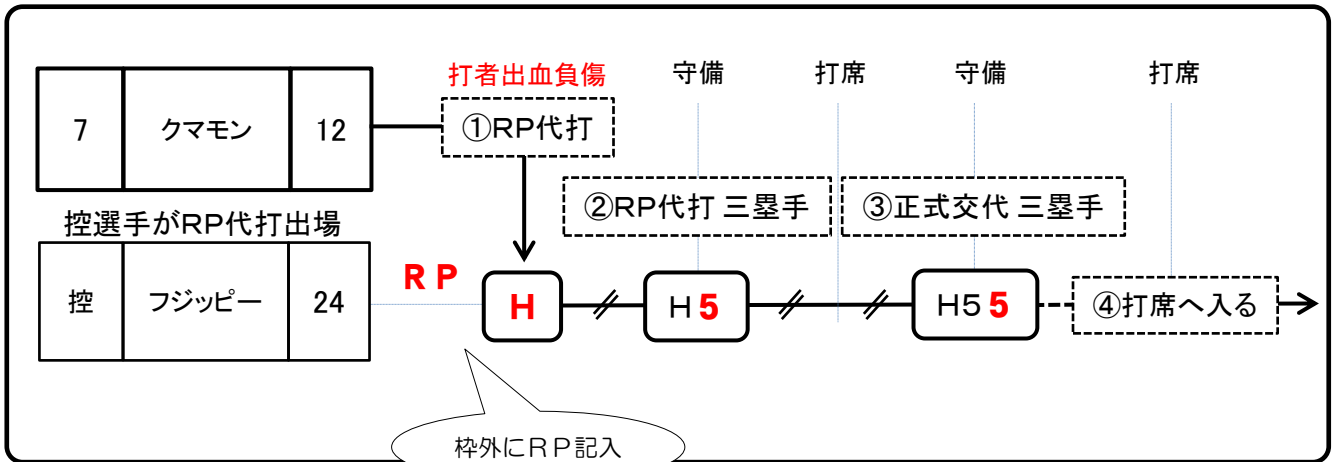 打者出血負傷 守備 打席 守備 打席
7 クマモン 12
①RP代打
②RP代打 三塁手 ③正式交代 三塁手
控選手がRP代打出場
控 フジッピー 24
ＲＰ
H H5 H55 ④打席へ入る
枠外にＲＰ記入